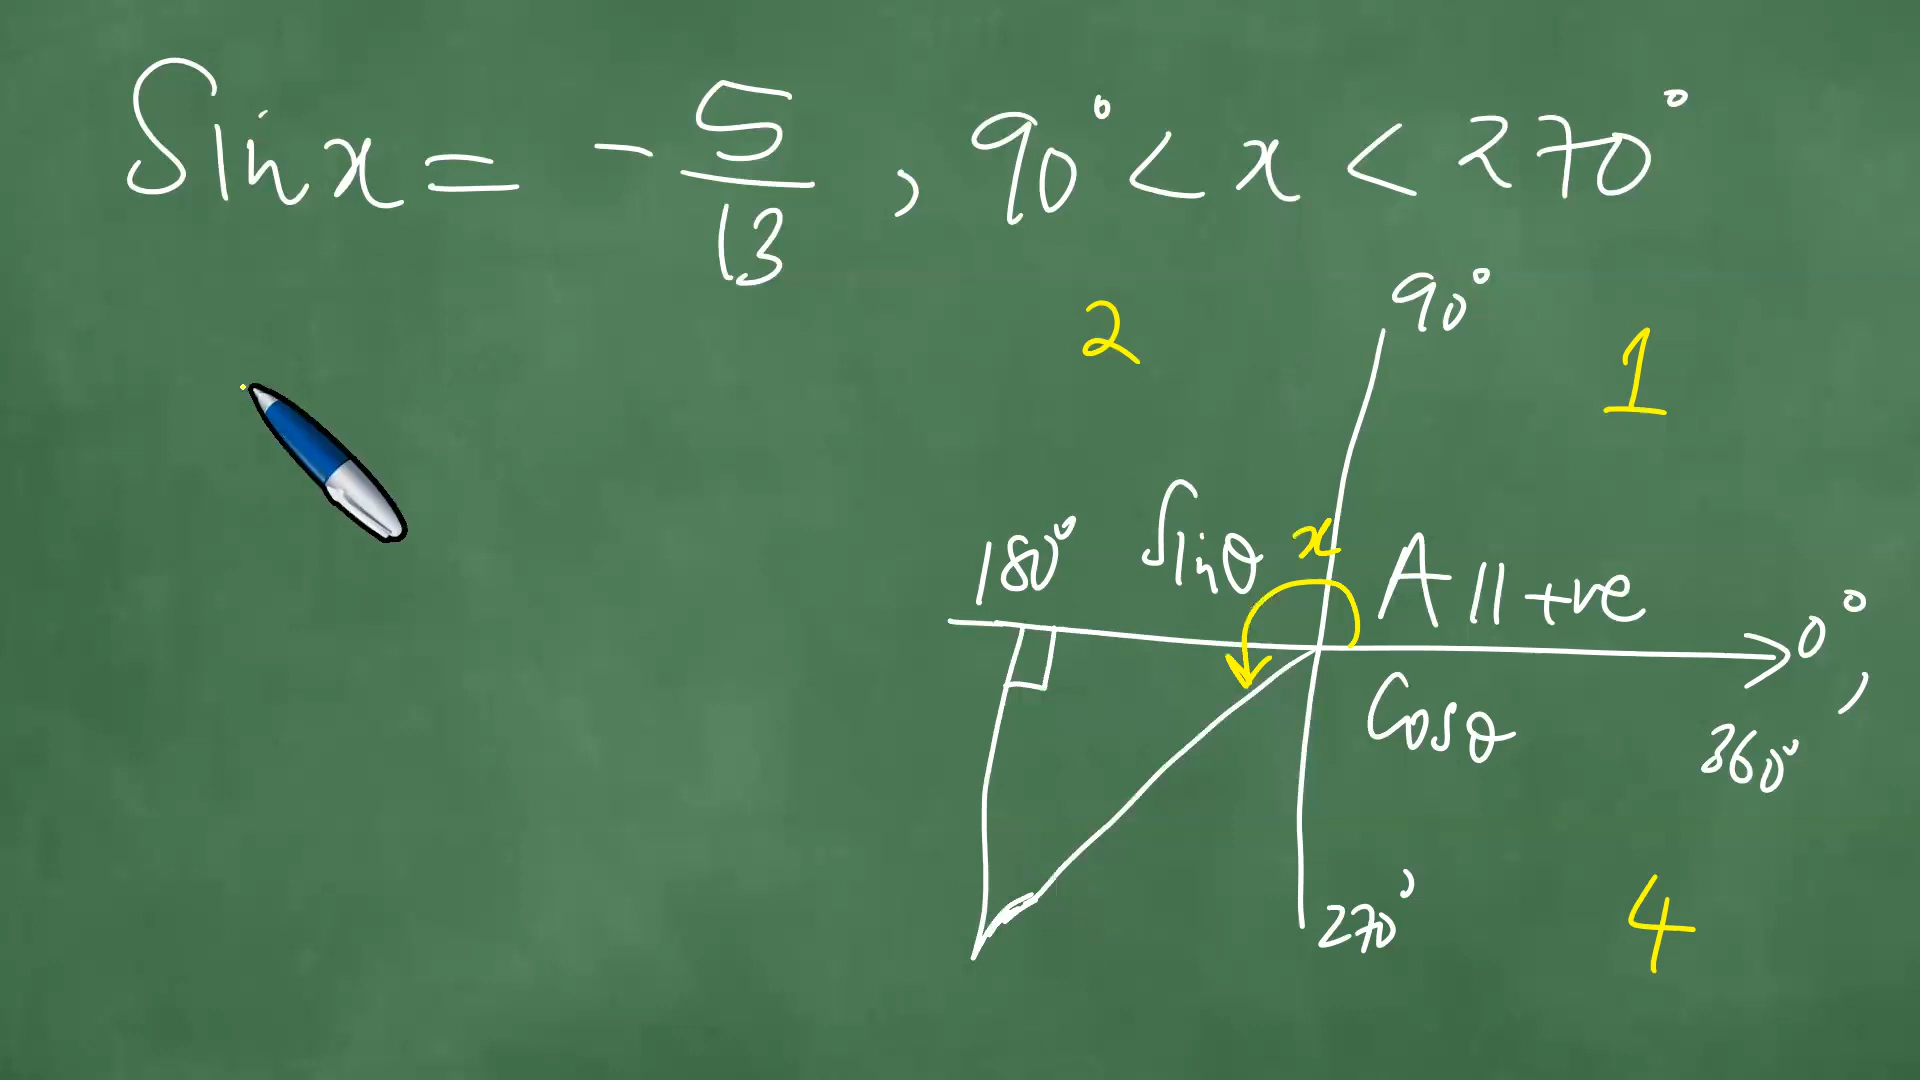 Sin x = - 5/13 , 90° < x < 270°
90°
2
1
180° Sinθ x All +ve 0°,
Cosθ 360°
270°
4